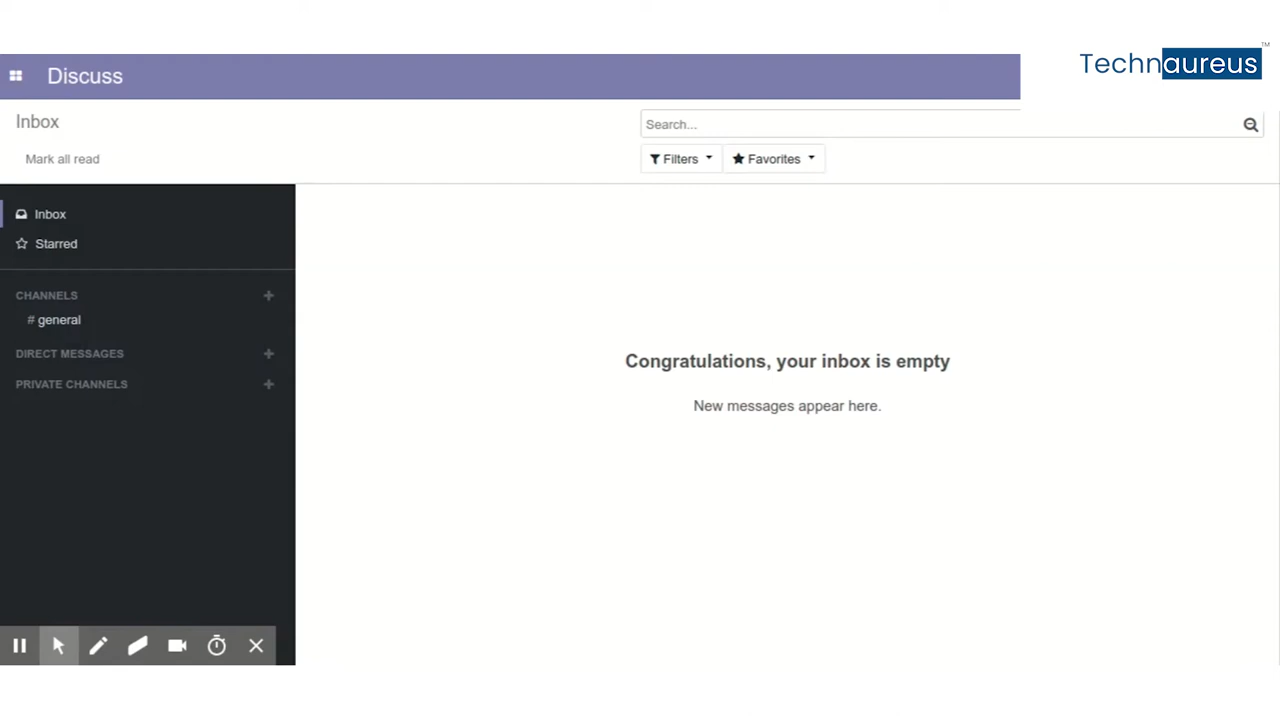 Technaureus™
Discuss
Inbox
Search...
Mark all read
Filters
Favorites
Inbox
Starred
CHANNELS
# general
DIRECT MESSAGES
PRIVATE CHANNELS
Congratulations, your inbox is empty
New messages appear here.